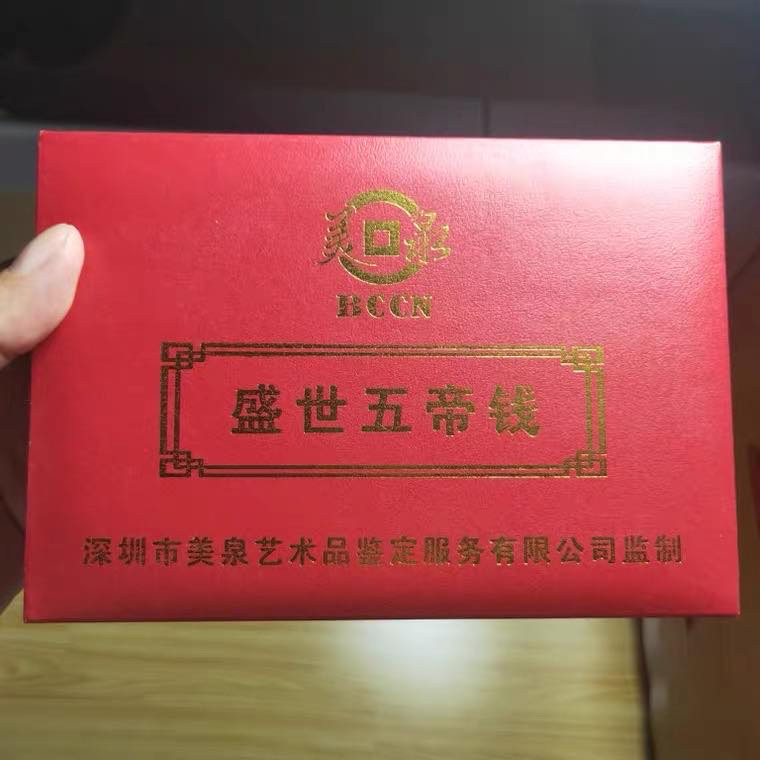 美泉
BCCN
盛世五帝钱
深圳市美泉艺术品鉴定服务有限公司监制